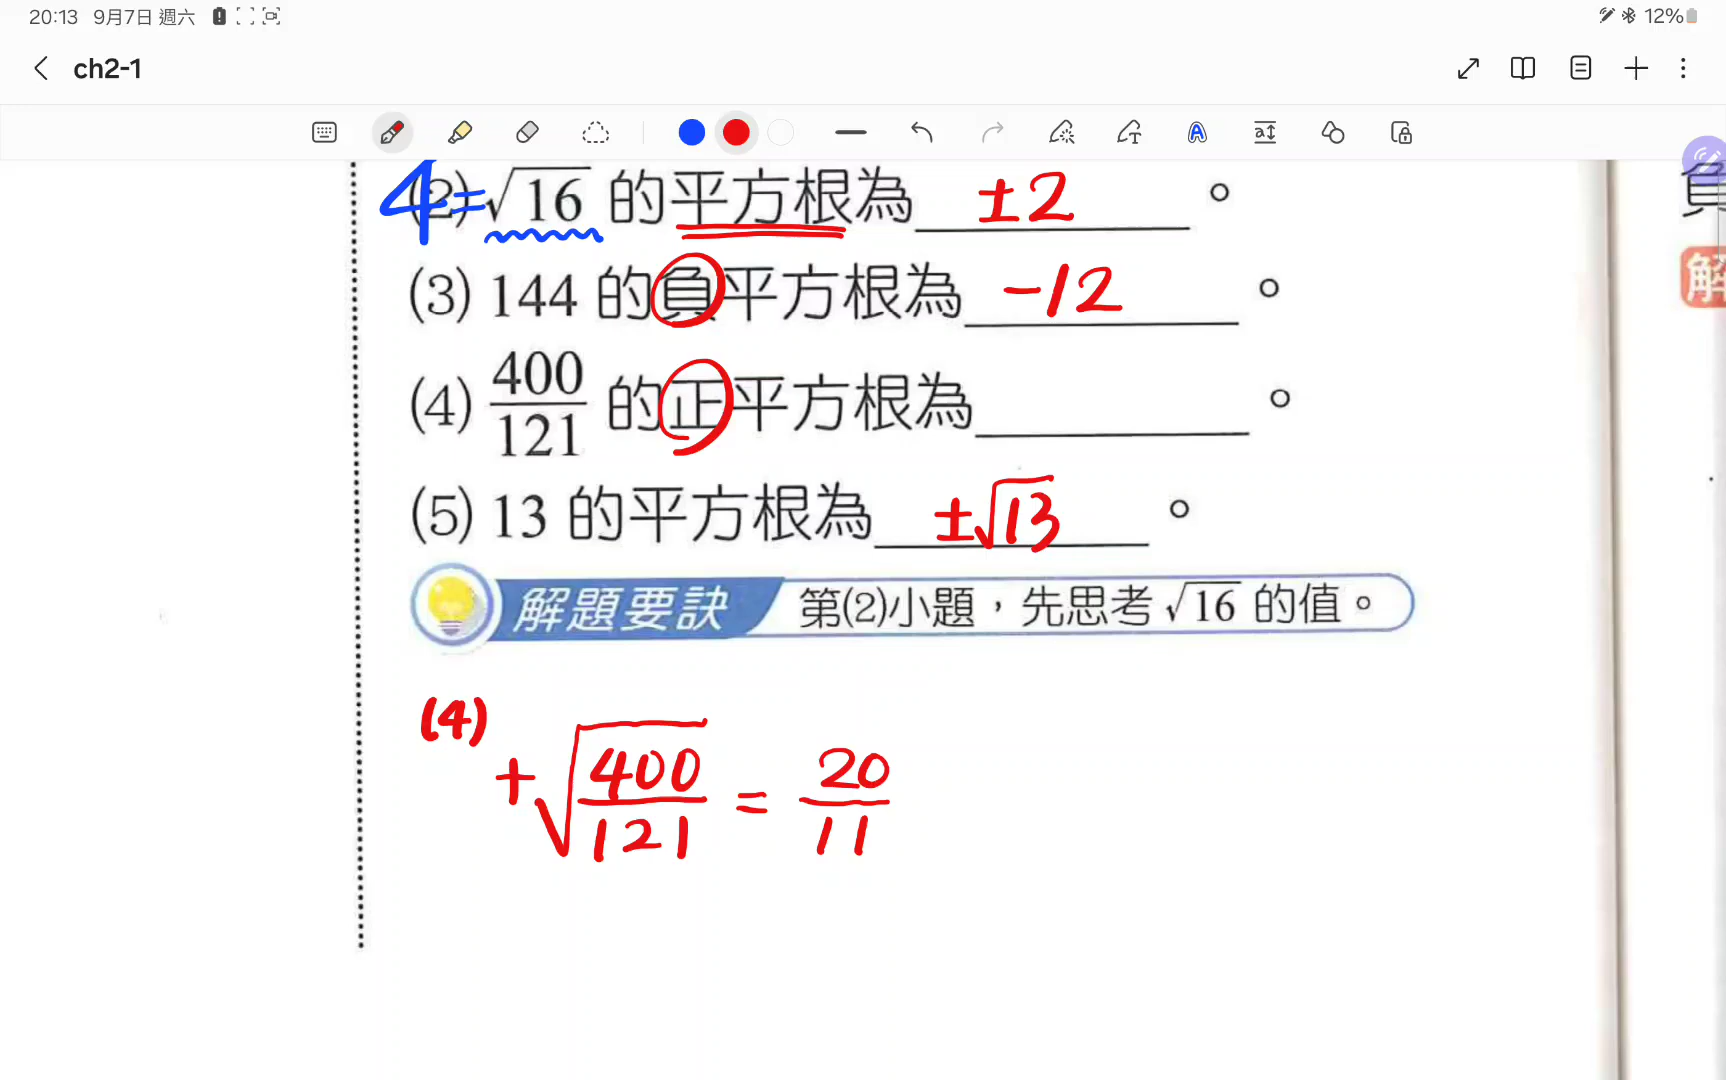 20:13 9月7日 週六 12%
ch2-1
(2) 4=√16 的平方根為 ±2 。
(3) 144 的負平方根為 -12 。
(4) 400/121 的正平方根為 。
(5) 13 的平方根為 ±√13 。
解題要訣 第(2)小題，先思考 √16 的值。
(4)
+√400/121 = 20/11
負
解